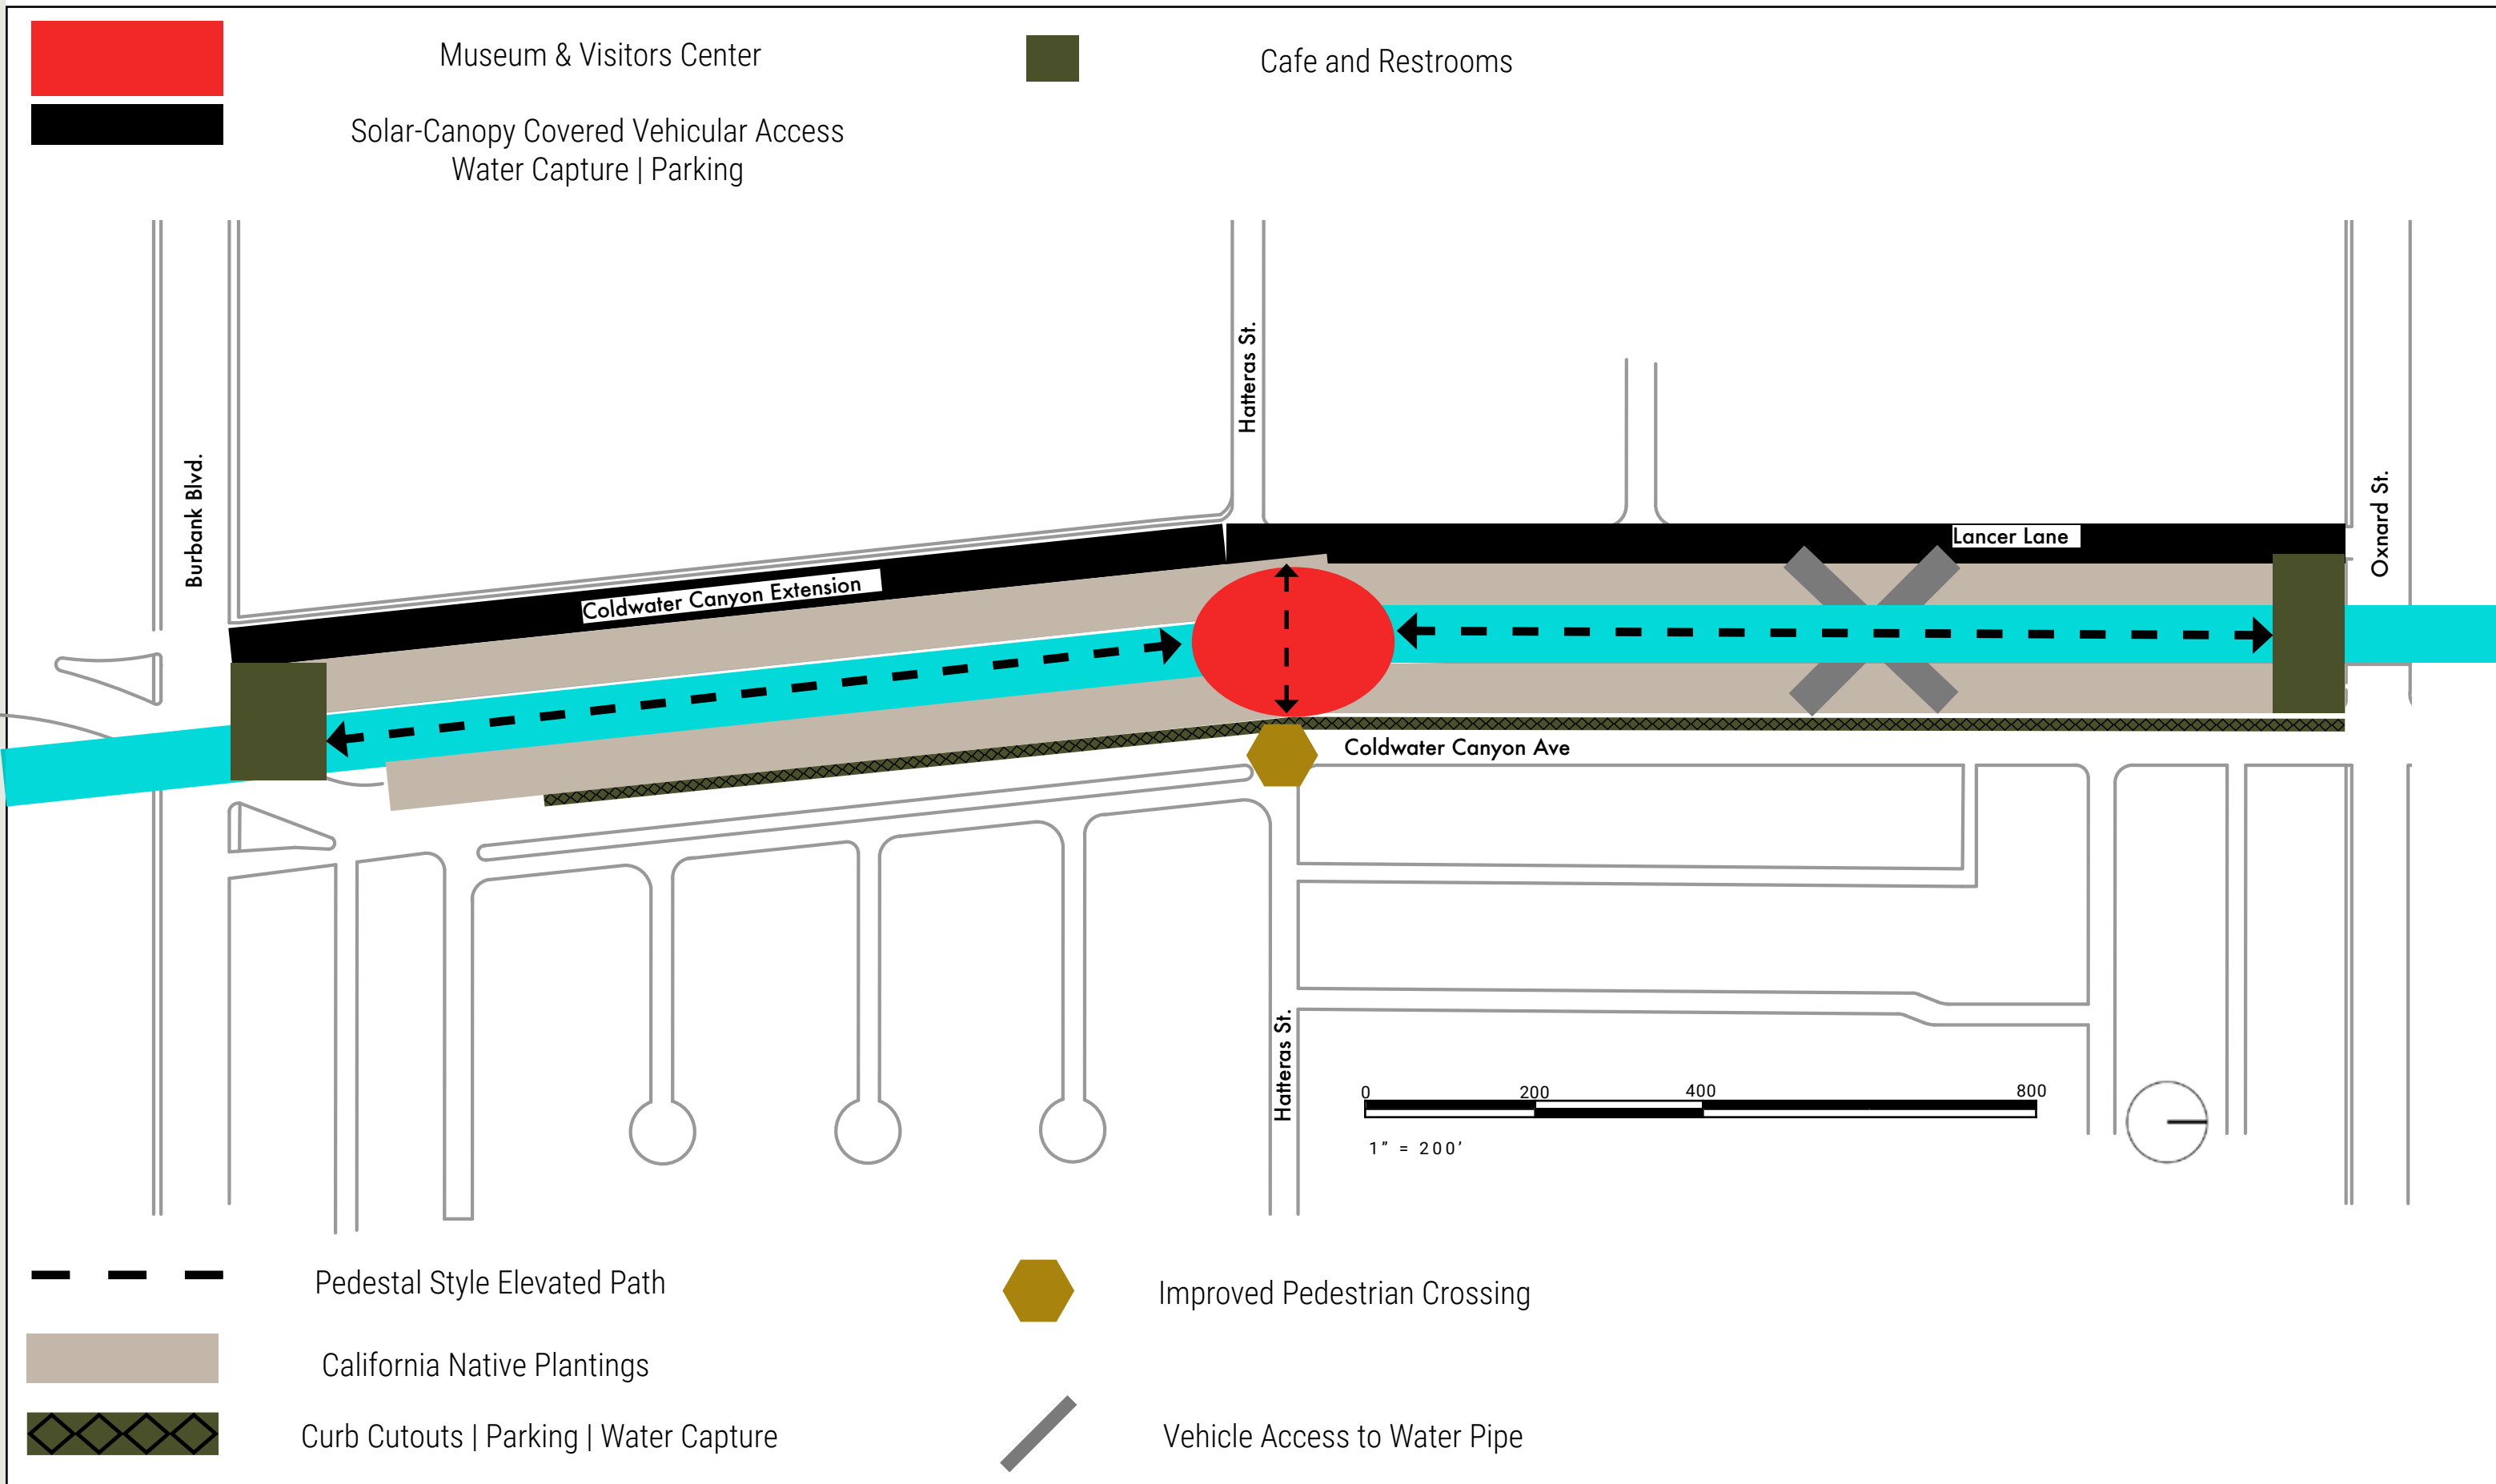 Museum & Visitors Center
Cafe and Restrooms
Solar-Canopy Covered Vehicular Access
Water Capture | Parking
Burbank Blvd.
Hatteras St.
Oxnard St.
Lancer Lane
Coldwater Canyon Extension
Coldwater Canyon Ave
Hatteras St.
0 200 400 800
1” = 200’
Pedestal Style Elevated Path
Improved Pedestrian Crossing
California Native Plantings
Curb Cutouts | Parking | Water Capture
Vehicle Access to Water Pipe